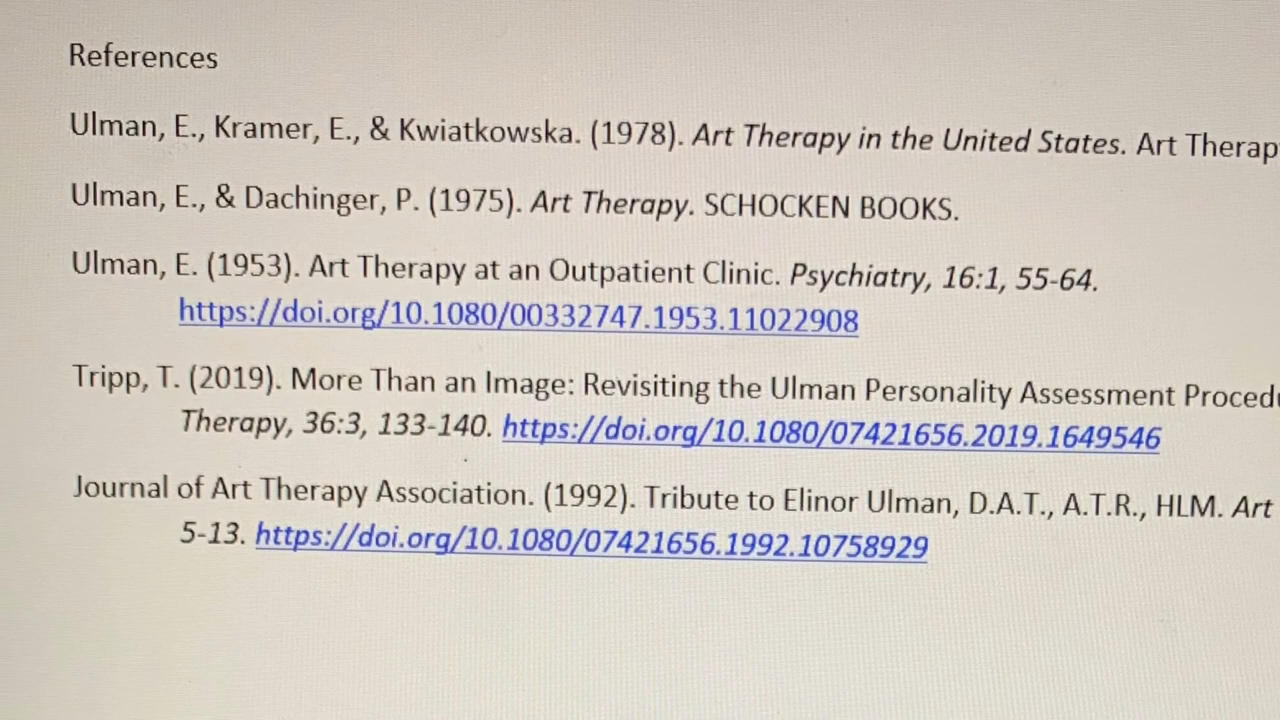 References
Ulman, E., Kramer, E., & Kwiatkowska. (1978). Art Therapy in the United States. Art Therap
Ulman, E., & Dachinger, P. (1975). Art Therapy. SCHOCKEN BOOKS.
Ulman, E. (1953). Art Therapy at an Outpatient Clinic. Psychiatry, 16:1, 55-64.
https://doi.org/10.1080/00332747.1953.11022908
Tripp, T. (2019). More Than an Image: Revisiting the Ulman Personality Assessment Proced
Therapy, 36:3, 133-140. https://doi.org/10.1080/07421656.2019.1649546
Journal of Art Therapy Association. (1992). Tribute to Elinor Ulman, D.A.T., A.T.R., HLM. Art
5-13. https://doi.org/10.1080/07421656.1992.10758929